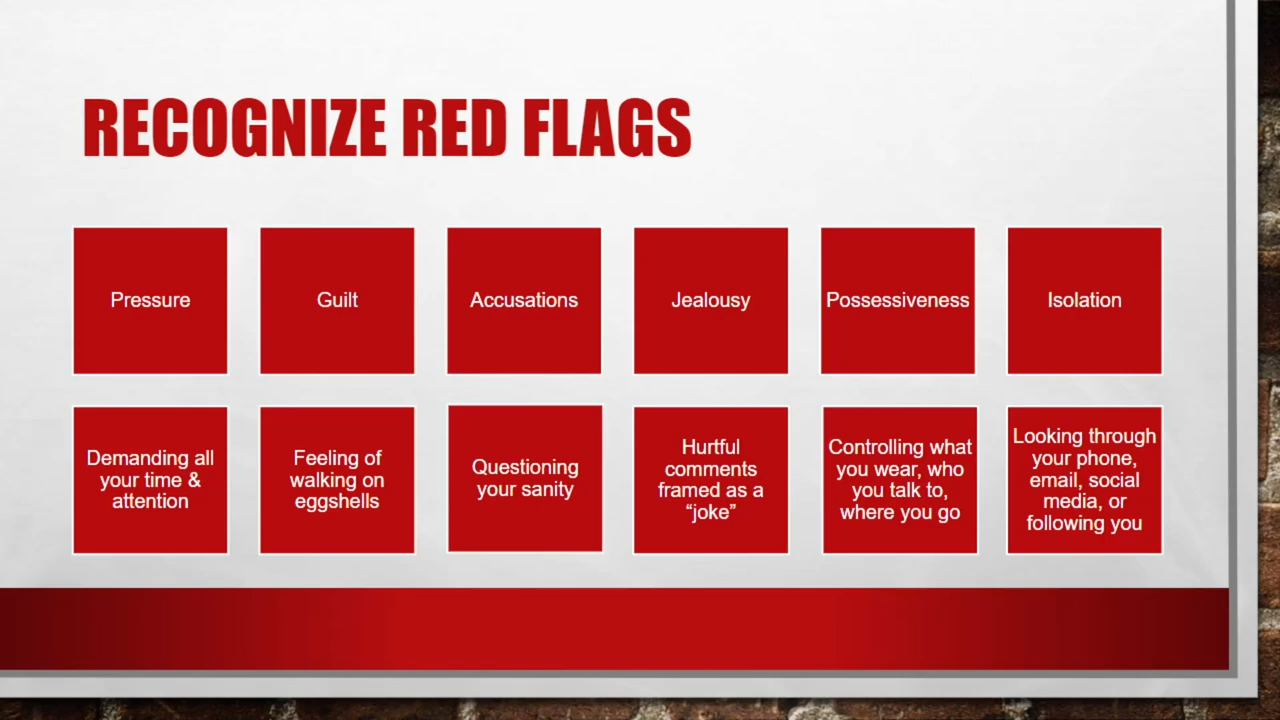 RECOGNIZE RED FLAGS
Pressure
Guilt
Accusations
Jealousy
Possessiveness
Isolation
Demanding all
your time &
attention
Feeling of
walking on
eggshells
Questioning
your sanity
Hurtful
comments
framed as a
“joke”
Controlling what
you wear, who
you talk to,
where you go
Looking through
your phone,
email, social
media, or
following you